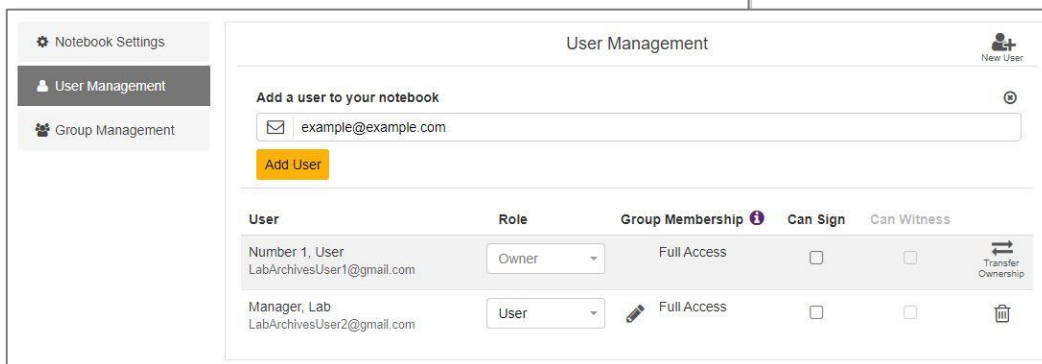 Notebook Settings
User Management
Group Management
User Management
New User
Add a user to your notebook
example@example.com
Add User
User Role Group Membership Can Sign Can Witness
Number 1, User Owner Full Access
LabArchivesUser1@gmail.com
Transfer
Ownership
Manager, Lab User Full Access
LabArchivesUser2@gmail.com